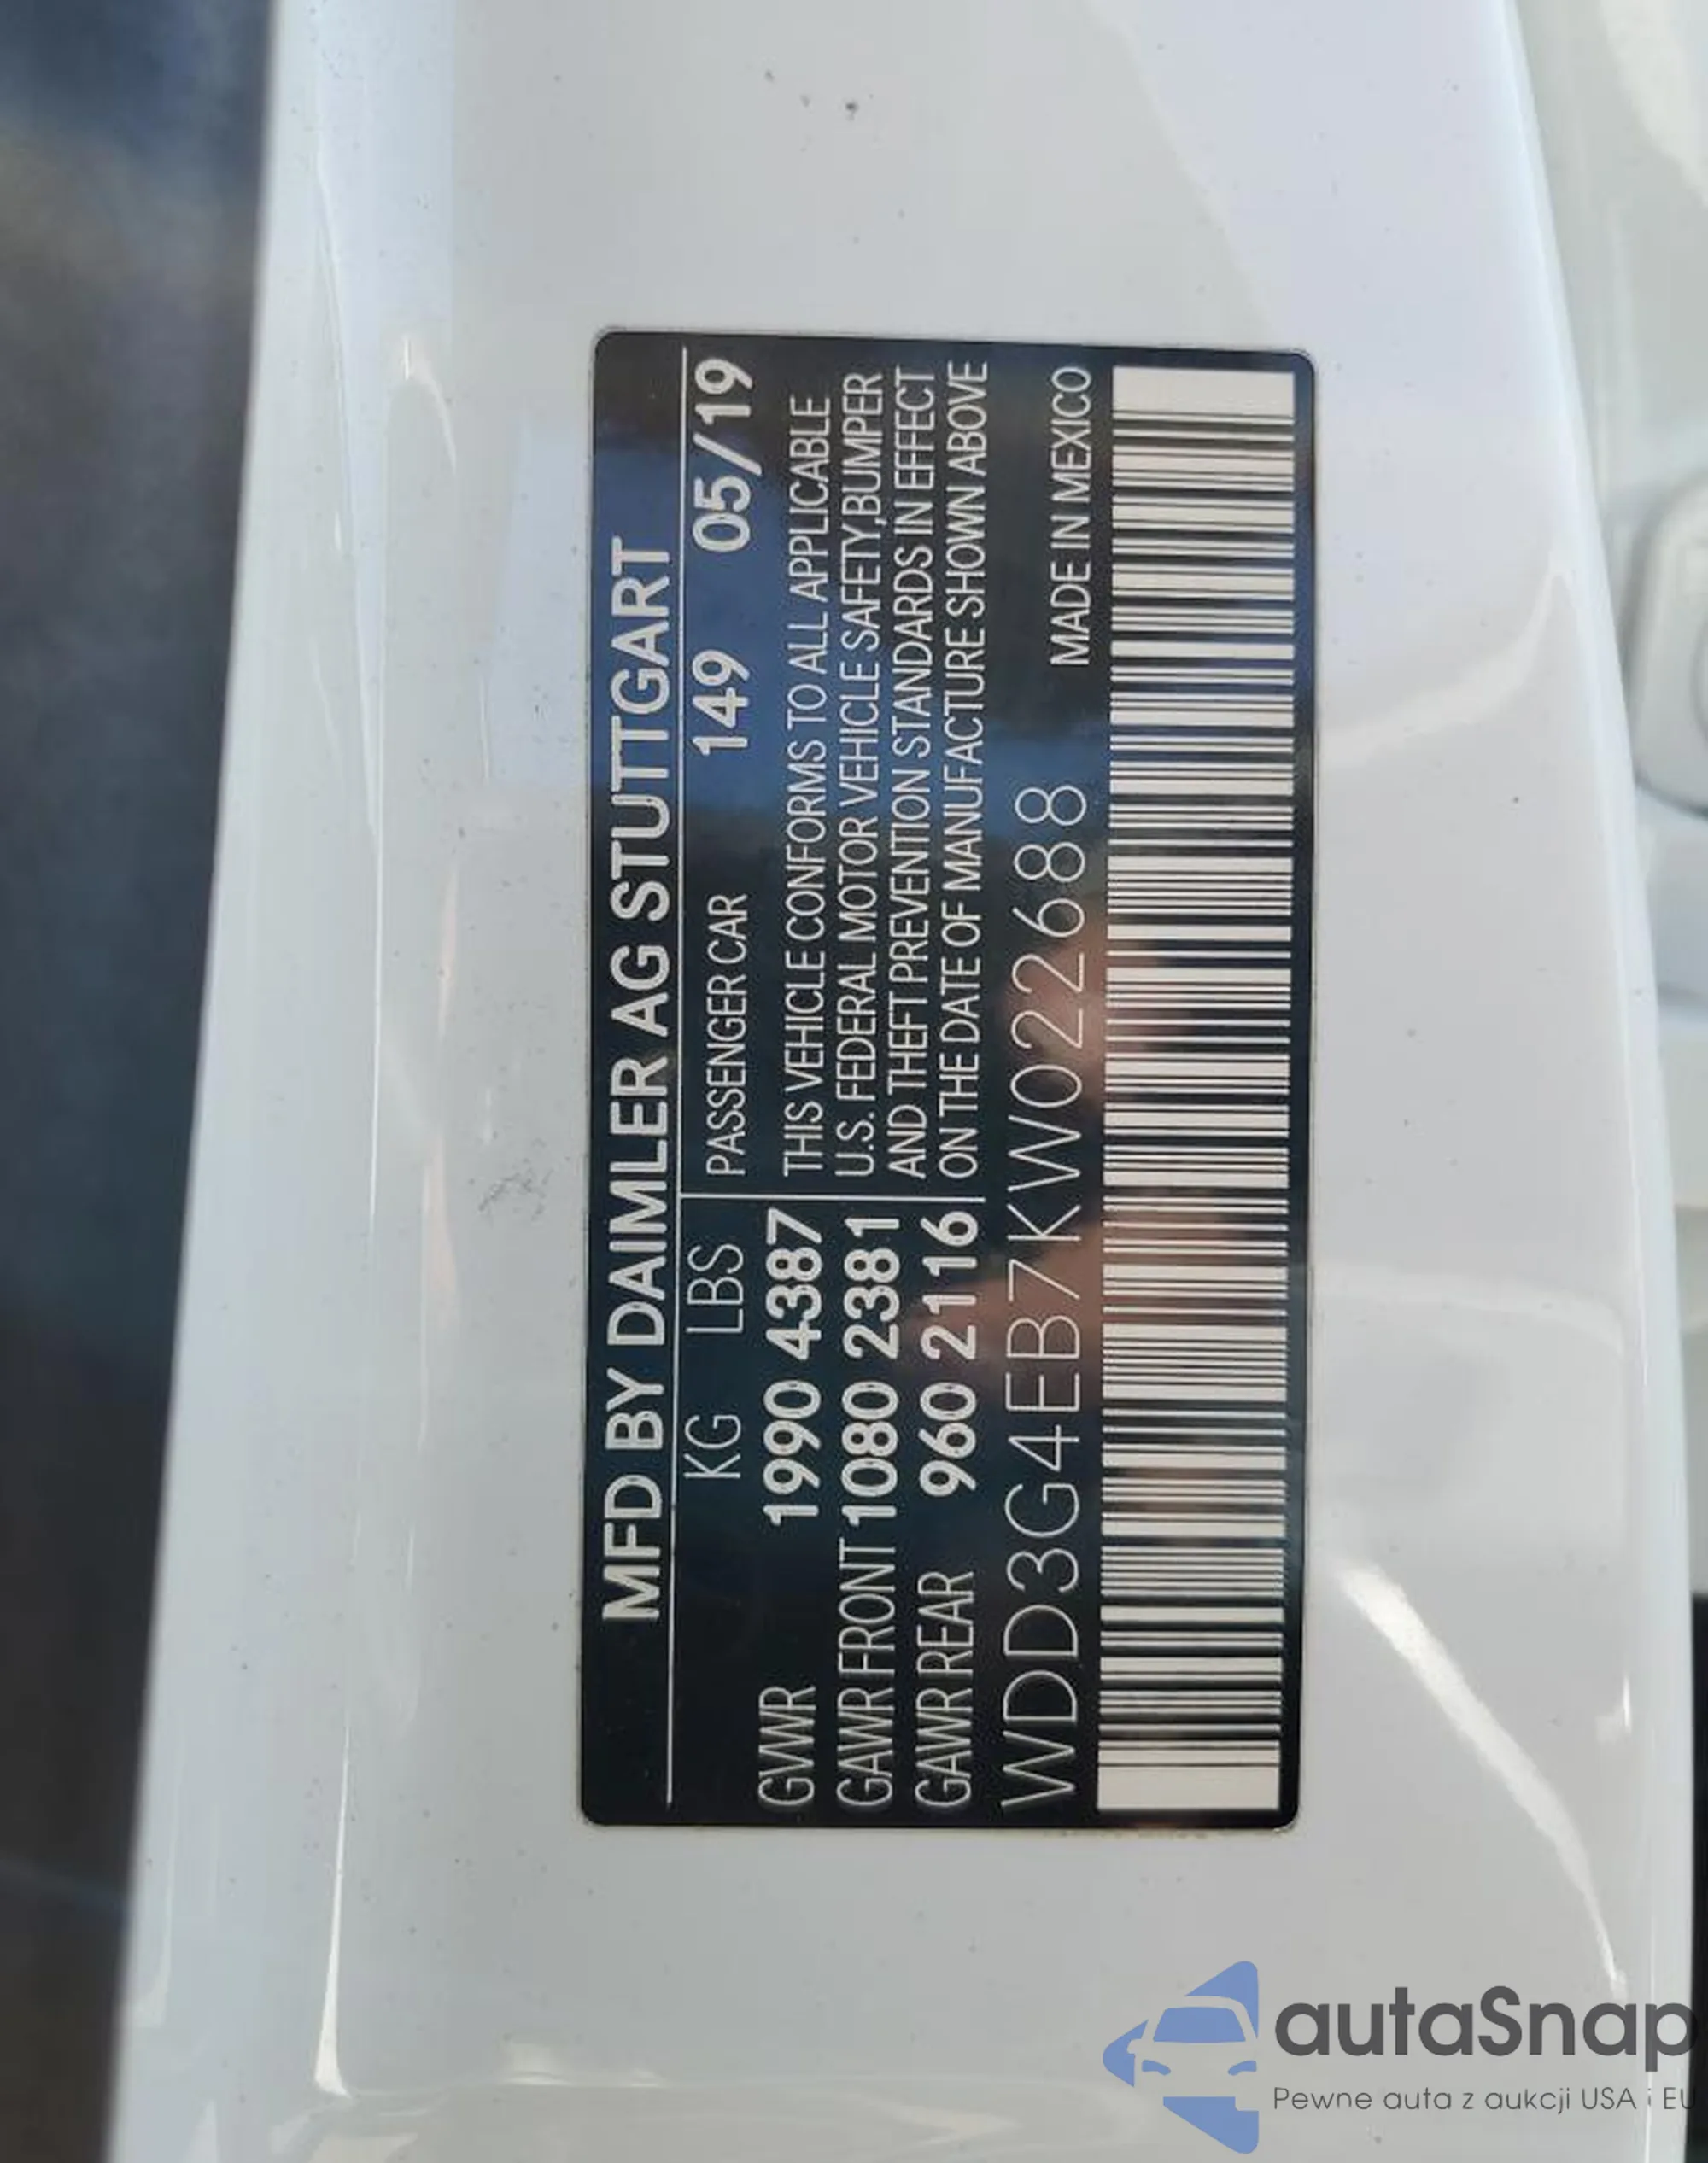 MFD BY DAIMLER AG STUTTGART
KG LBS
PASSENGER CAR 149 05/19
GVWR 1990 4387
GAWR FRONT 1080 2381
GAWR REAR 960 2116
THIS VEHICLE CONFORMS TO ALL APPLICABLE
U.S. FEDERAL MOTOR VEHICLE SAFETY,BUMPER
AND THEFT PREVENTION STANDARDS IN EFFECT
ON THE DATE OF MANUFACTURE SHOWN ABOVE
WDD3G4EB7KW022688
MADE IN MEXICO
autaSnap
Pewne auta z aukcji USA i EU